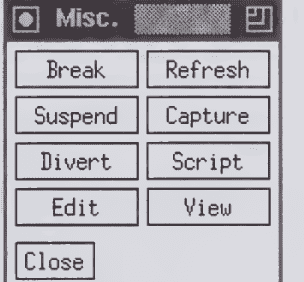 Misc.
Break Refresh
Suspend Capture
Divert Script
Edit View
Close